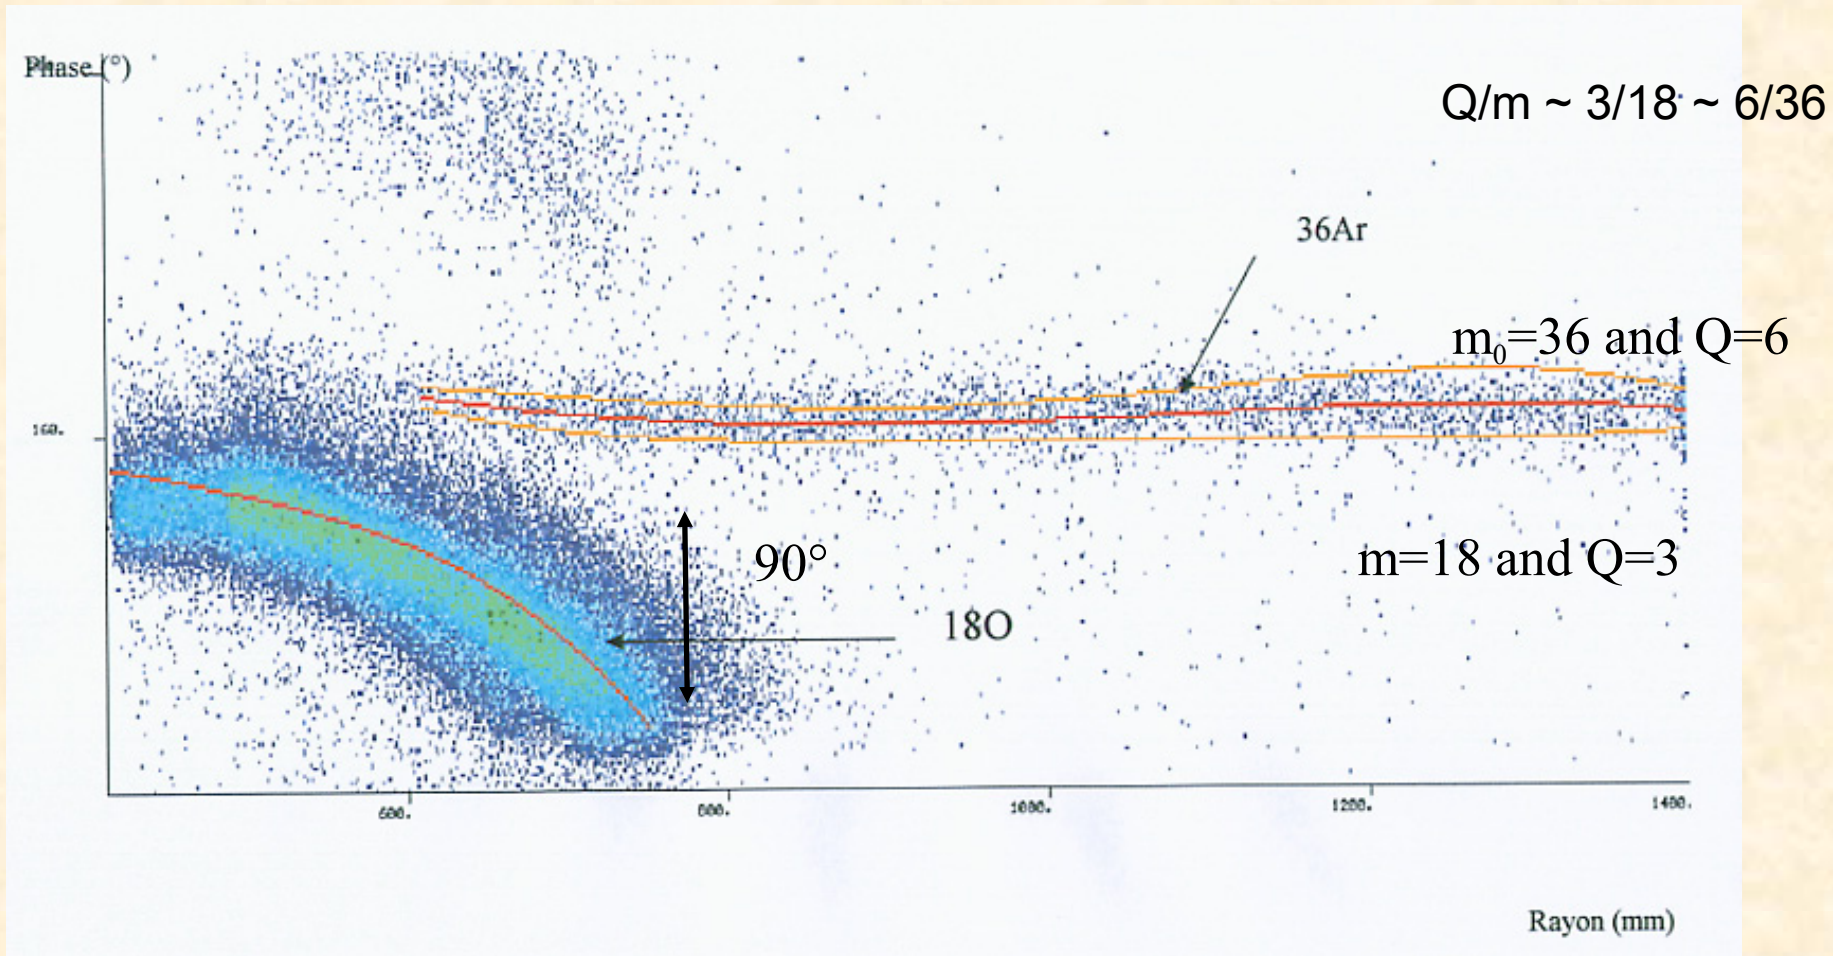 Phase (°)
Q/m ~ 3/18 ~ 6/36
36Ar
m0=36 and Q=6
160.
90°
m=18 and Q=3
18O
600.
800.
1000.
1200.
1400.
Rayon (mm)